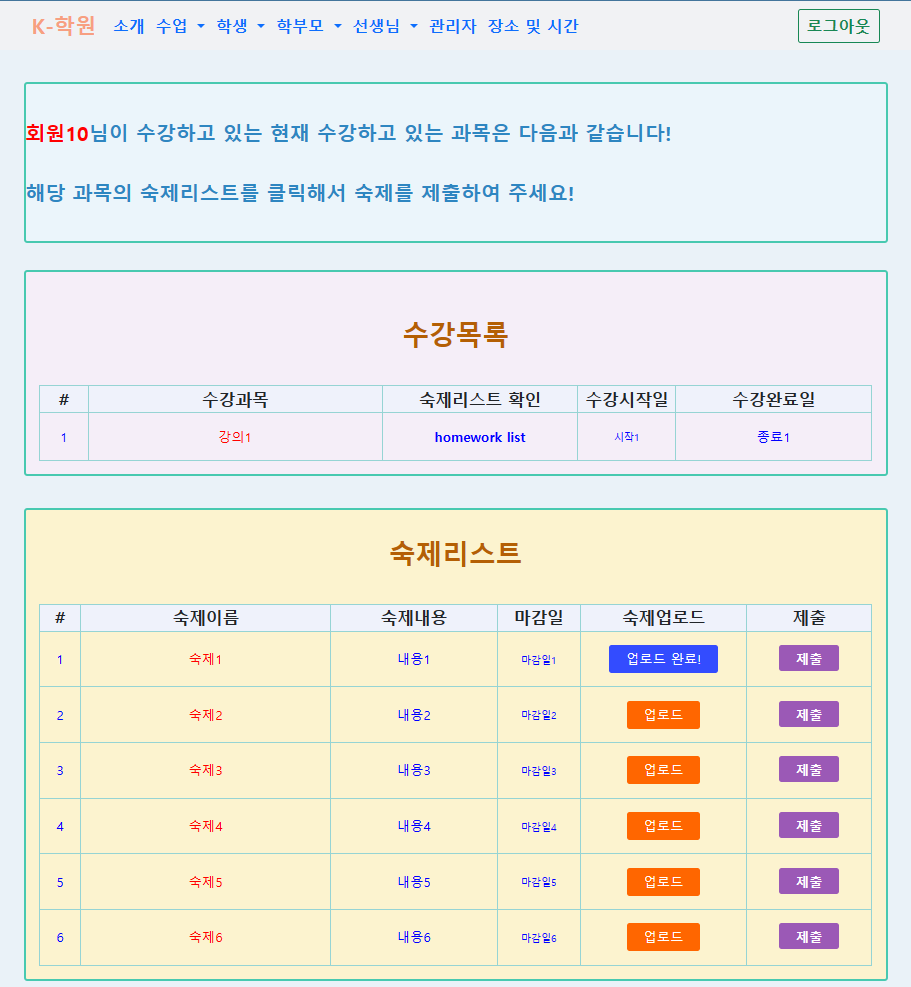 K-학원 소개 수업 학생 학부모 선생님 관리자 장소 및 시간 로그아웃
회원10님이 수강하고 있는 현재 수강하고 있는 과목은 다음과 같습니다!
해당 과목의 숙제리스트를 클릭해서 숙제를 제출하여 주세요!
수강목록
# 수강과목 숙제리스트 확인 수강시작일 수강완료일
1 강의1 homework list 시작1 종료1
숙제리스트
# 숙제이름 숙제내용 마감일 숙제업로드 제출
1 숙제1 내용1 마감일1 업로드 완료! 제출
2 숙제2 내용2 마감일2 업로드 제출
3 숙제3 내용3 마감일3 업로드 제출
4 숙제4 내용4 마감일4 업로드 제출
5 숙제5 내용5 마감일5 업로드 제출
6 숙제6 내용6 마감일6 업로드 제출